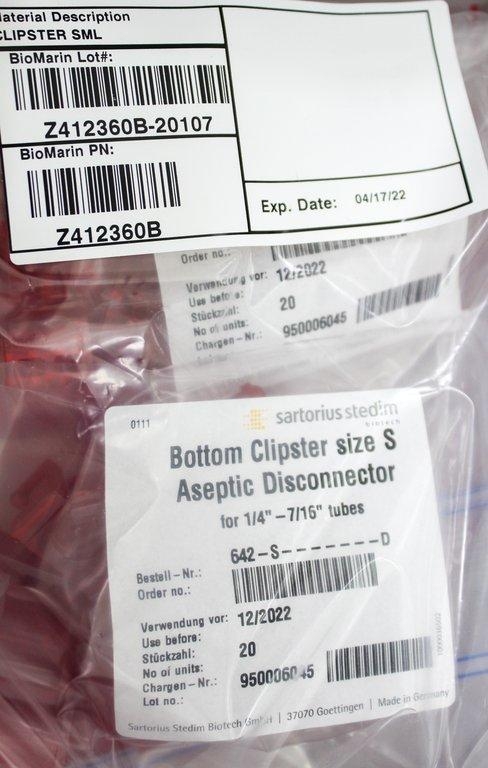 Material Description
CLIPSTER SML
BioMarin Lot#:
Z412360B-20107
BioMarin PN:
Z412360B
Exp. Date: 04/17/22
Order no.:
Verwendung vor: 12/2022
Use before:
Stückzahl: 20
No of units:
Chargen-Nr.: 950006045
0111
sartorius stedim
biotech
Bottom Clipster size S
Aseptic Disconnector
for 1/4" - 7/16" tubes
642-S-------D
Bestell-Nr.:
Order no.:
Verwendung vor: 12/2022
Use before:
Stückzahl: 20
No of units:
Chargen-Nr.: 950006045
Lot no.:
Sartorius Stedim Biotech GmbH | 37070 Goettingen | Made in Germany